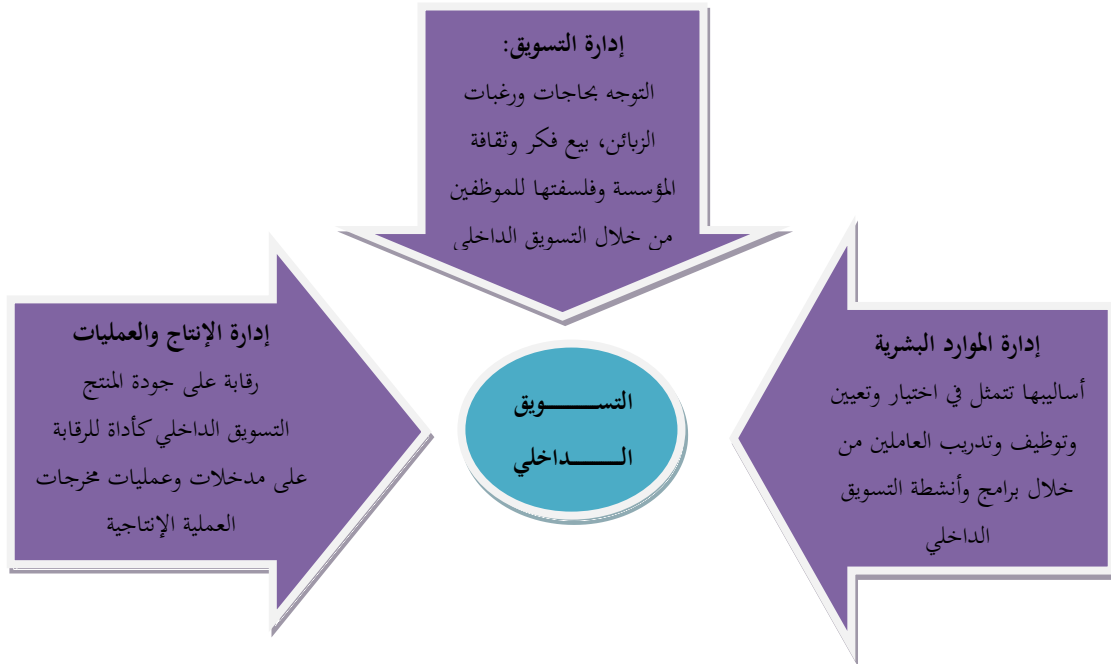 إدارة التسويق:
التوجه بحاجات ورغبات
الزبائن، بيع فكر وثقافة
المؤسسة وفلسفتها للموظفين
من خلال التسويق الداخلي
إدارة الموارد البشرية
أساليبها تتمثل في اختيار وتعيين
وتوظيف وتدريب العاملين من
خلال برامج وأنشطة التسويق
الداخلي
التســـــــويق
الـــــــداخلي
إدارة الإنتاج والعمليات
رقابة على جودة المنتج
التسويق الداخلي كأداة للرقابة
على مدخلات وعمليات مخرجات
العملية الإنتاجية